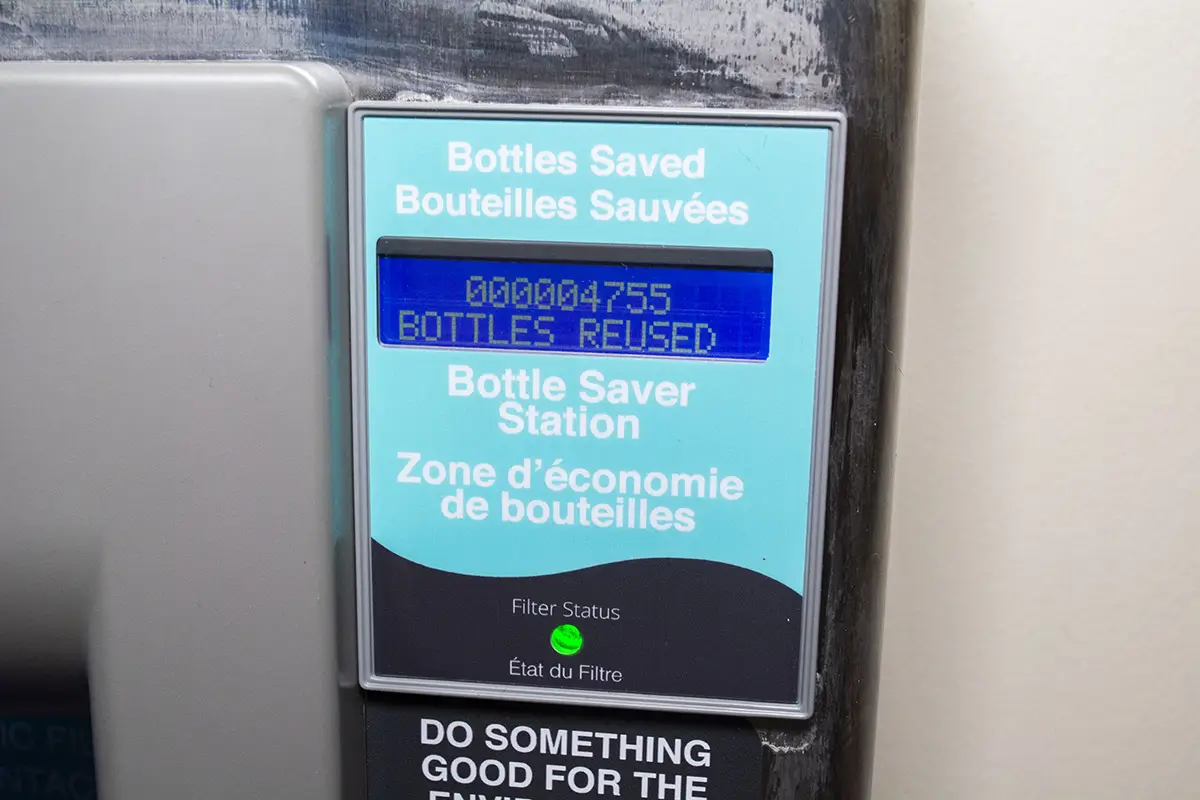 Bottles Saved
Bouteilles Sauvées
000004755
BOTTLES REUSED
Bottle Saver
Station
Zone d'économie
de bouteilles
Filter Status
État du Filtre
DO SOMETHING
GOOD FOR THE